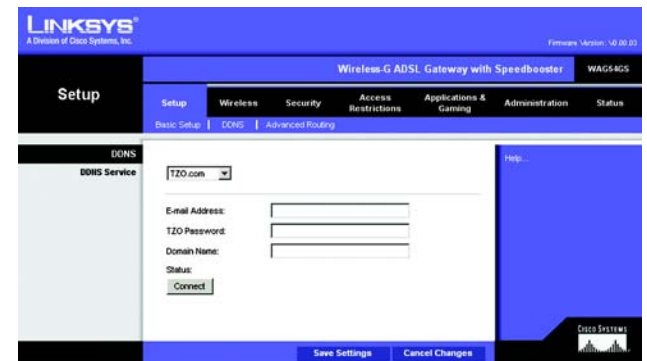 LINKSYS®
A Division of Cisco Systems, Inc.
Firmware Version: V0.00.03
Wireless-G ADSL Gateway with Speedbooster WAG54GS
Setup
Setup Wireless Security Access Restrictions Applications & Gaming Administration Status
Basic Setup | DDNS | Advanced Routing
DDNS
DDNS Service
TZO.com
Help...
E-mail Address:
TZO Password:
Domain Name:
Status:
Connect
Save Settings Cancel Changes
CISCO SYSTEMS